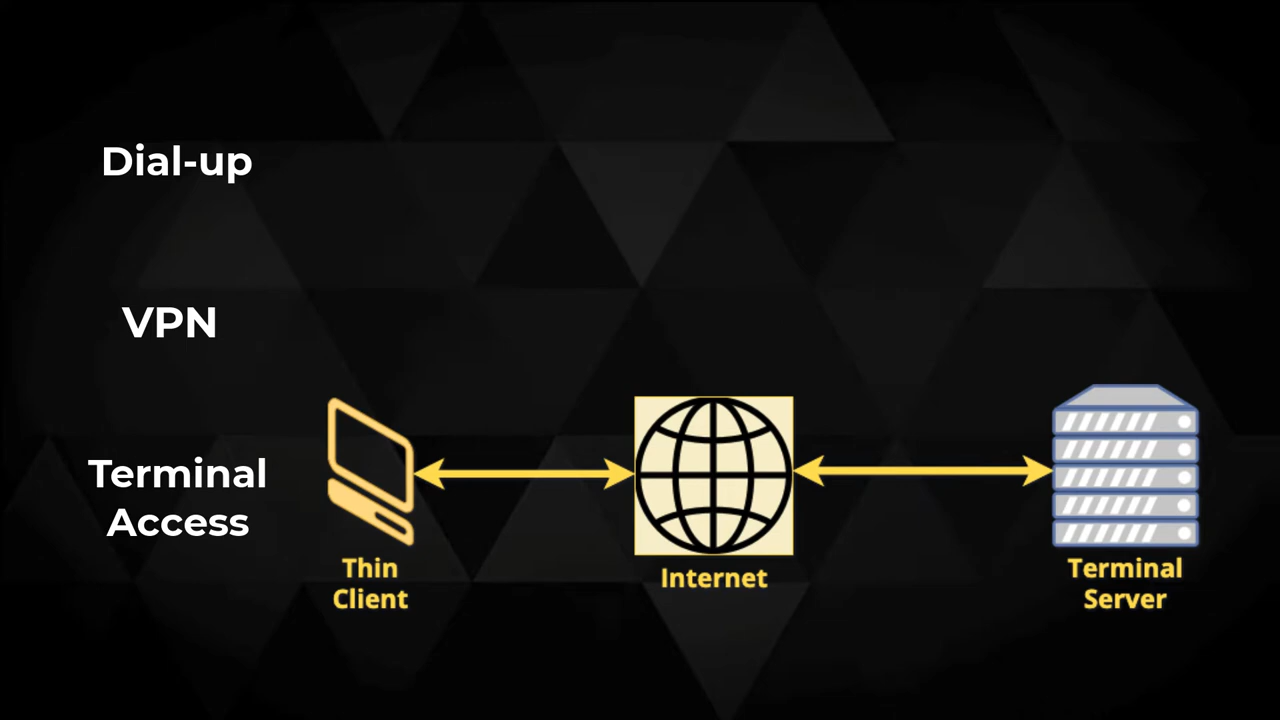 Dial-up
VPN
Terminal
Access
Thin
Client
Internet
Terminal
Server